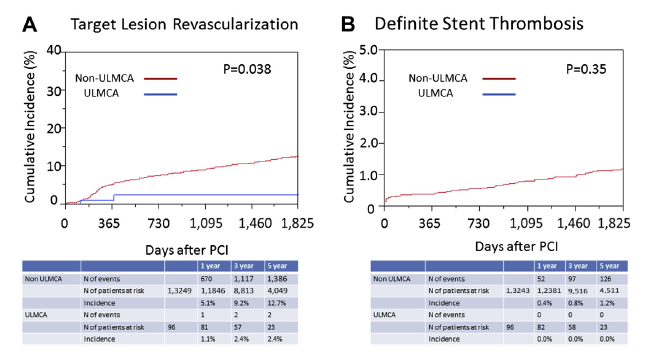 A Target Lesion Revascularization
Cumulative Incidence (%)
40
30
20
10
0
Non-ULMCA
ULMCA
P=0.038
0 365 730 1,095 1,460 1,825
Days after PCI
1 year 3 year 5 year
Non ULMCA N of events 670 1,117 1,386
N of patients at risk 1,3249 1,1846 8,813 4,049
Incidence 5.1% 9.2% 12.7%
ULMCA N of events 1 2 2
N of patients at risk 96 81 57 23
Incidence 1.1% 2.4% 2.4%
B Definite Stent Thrombosis
Cumulative Incidence (%)
5.0
4.0
3.0
2.0
1.0
0
Non-ULMCA
ULMCA
P=0.35
0 365 730 1,095 1,460 1,825
Days after PCI
1 year 3 year 5 year
Non ULMCA N of events 52 97 126
N of patients at risk 1,3243 1,2381 9,516 4,511
Incidence 0.4% 0.8% 1.2%
ULMCA N of events 0 0 0
N of patients at risk 96 82 58 23
Incidence 0.0% 0.0% 0.0%